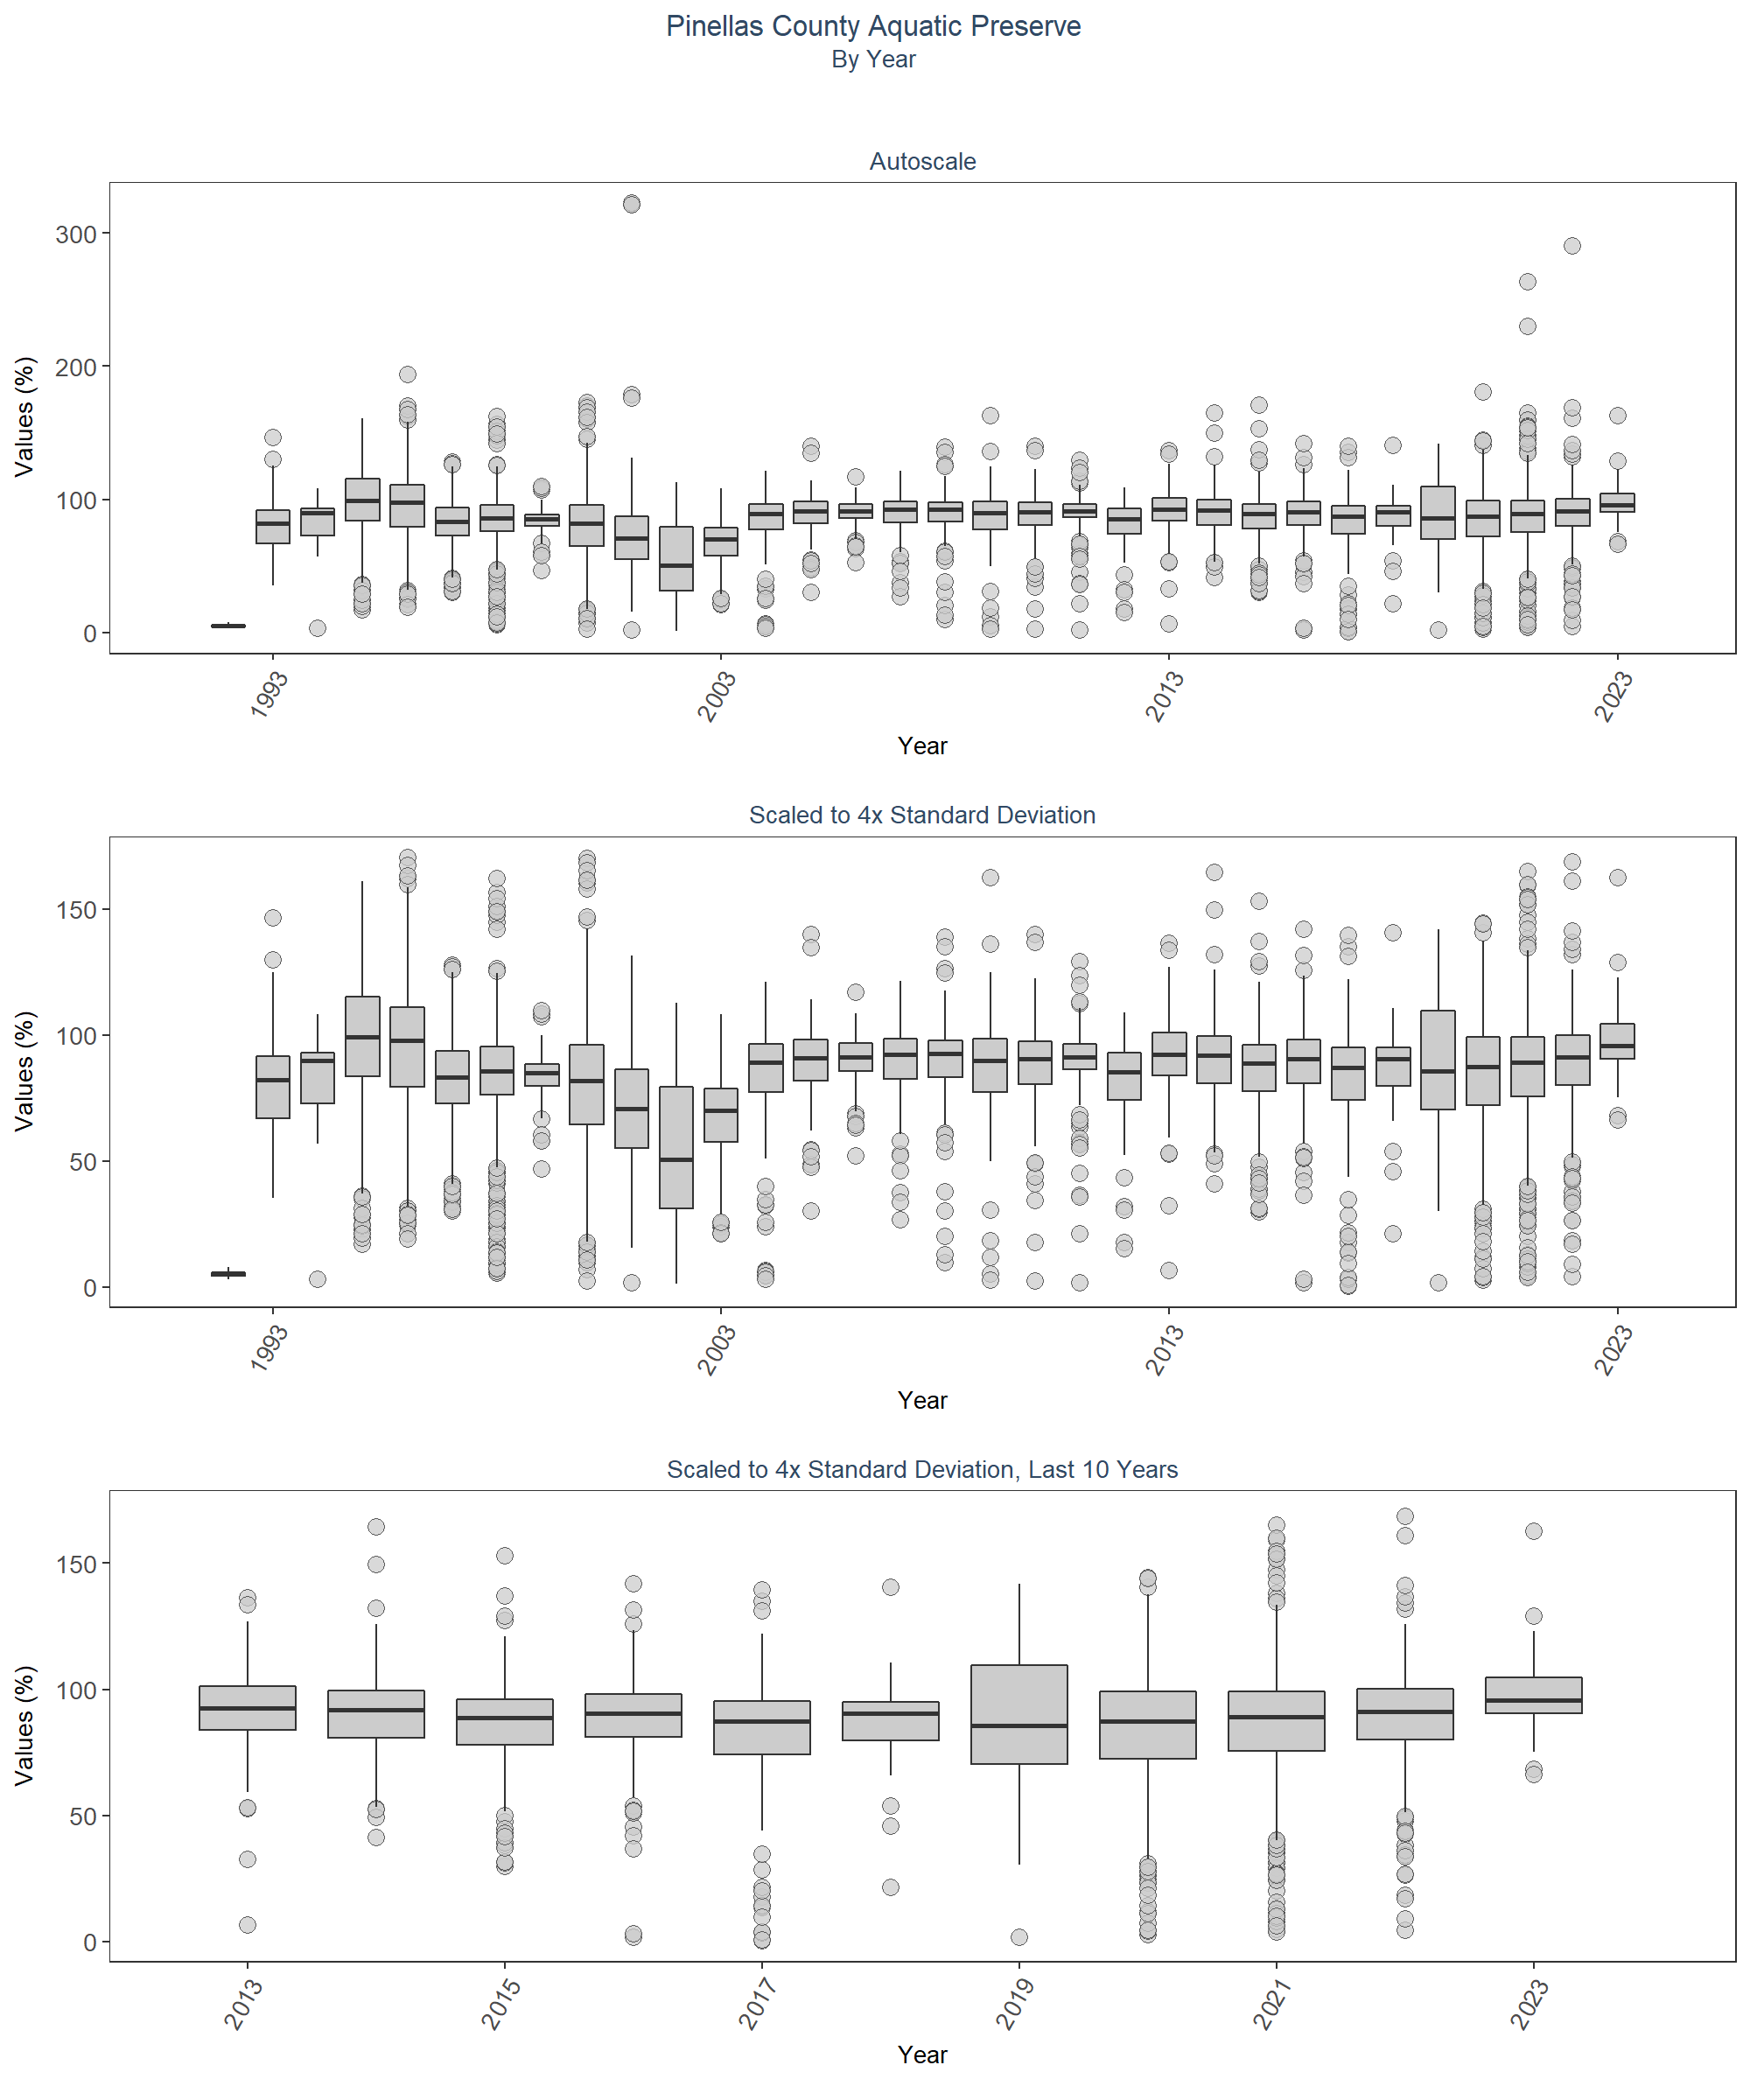 Pinellas County Aquatic Preserve
By Year
Autoscale
Values (%)
300
200
100
0
1993
2003
2013
2023
Year
Scaled to 4x Standard Deviation
Values (%)
150
100
50
0
1993
2003
2013
2023
Year
Scaled to 4x Standard Deviation, Last 10 Years
Values (%)
150
100
50
0
2013
2015
2017
2019
2021
2023
Year